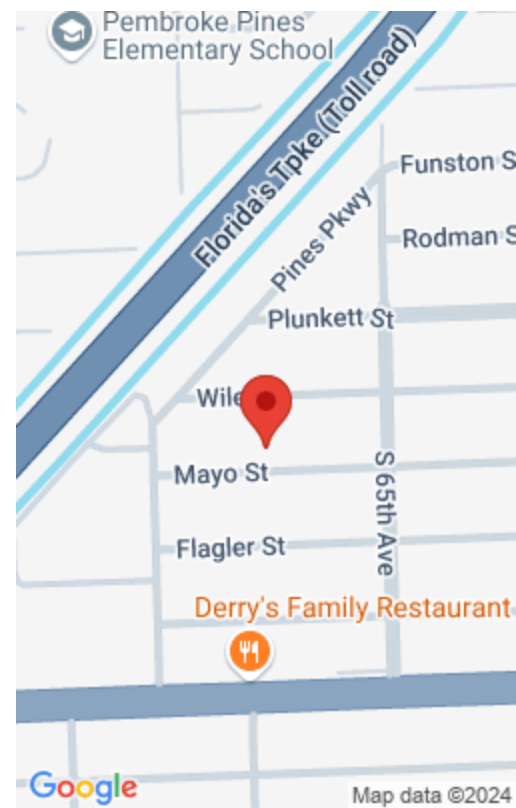 Pembroke Pines
Elementary School
Florida's Tpke (Toll road)
Funston S
Pines Pkwy
Rodman S
Plunkett St
Wile
Mayo St
S 65th Ave
Flagler St
Derry's Family Restaurant
Google
Map data ©2024